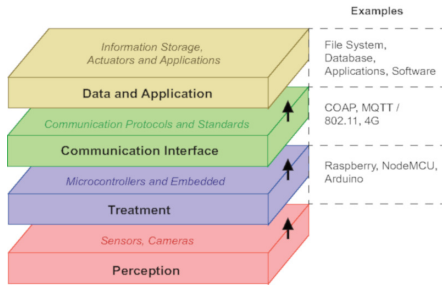 Examples
Information Storage,
Actuators and Applications
Data and Application
File System,
Database,
Applications, Software
Communication Protocols and Standards
Communication Interface
COAP, MQTT /
802.11, 4G
Microcontrollers and Embedded
Treatment
Raspberry, NodeMCU,
Arduino
Sensors, Cameras
Perception